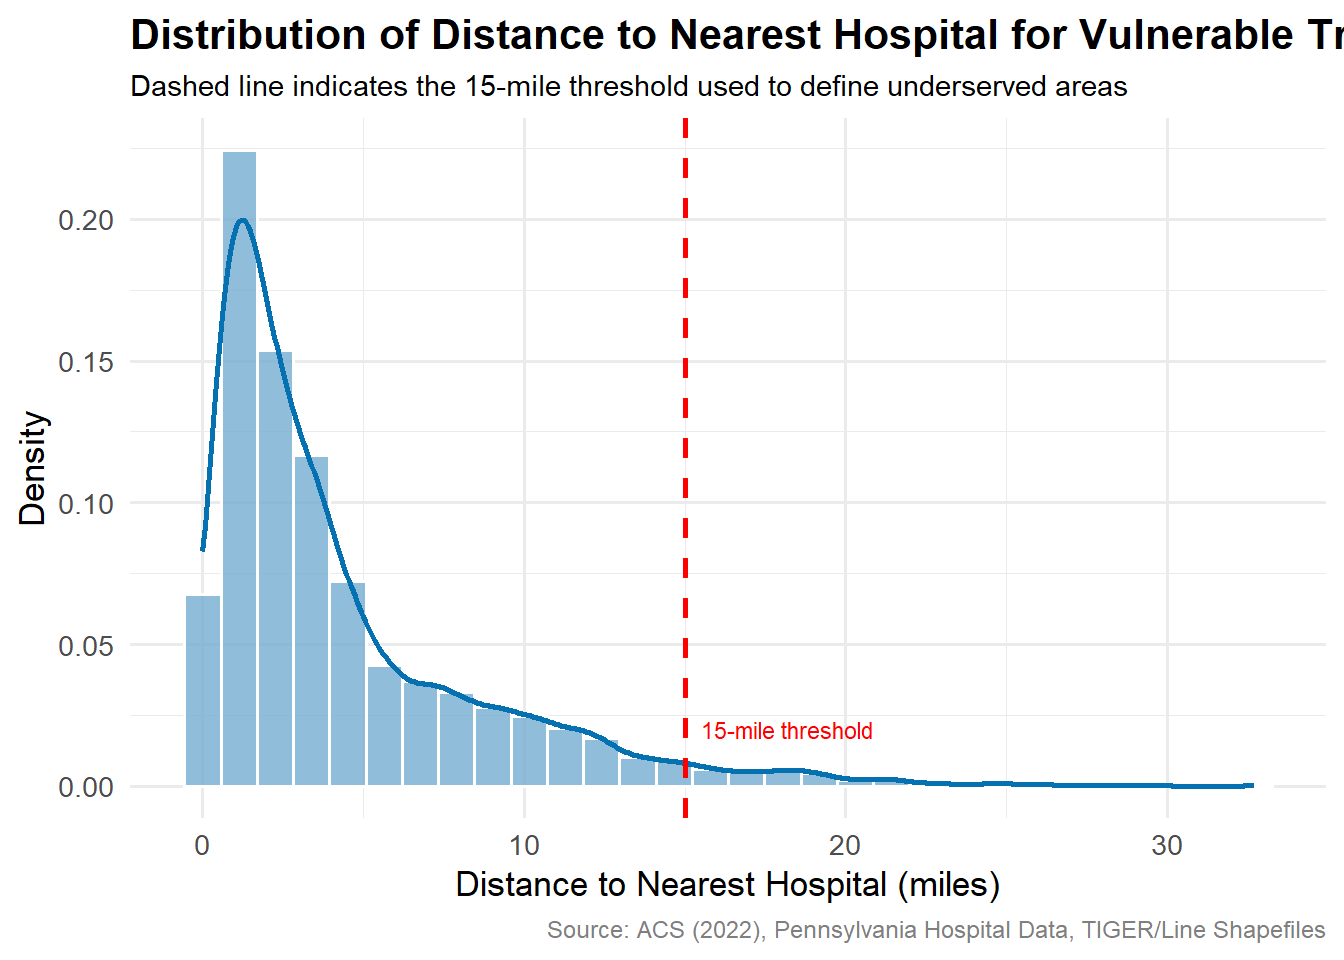 Distribution of Distance to Nearest Hospital for Vulnerable Tr
Dashed line indicates the 15-mile threshold used to define underserved areas
0.20
0.15
0.10
0.05
0.00
Density
15-mile threshold
0 10 20 30
Distance to Nearest Hospital (miles)
Source: ACS (2022), Pennsylvania Hospital Data, TIGER/Line Shapefiles